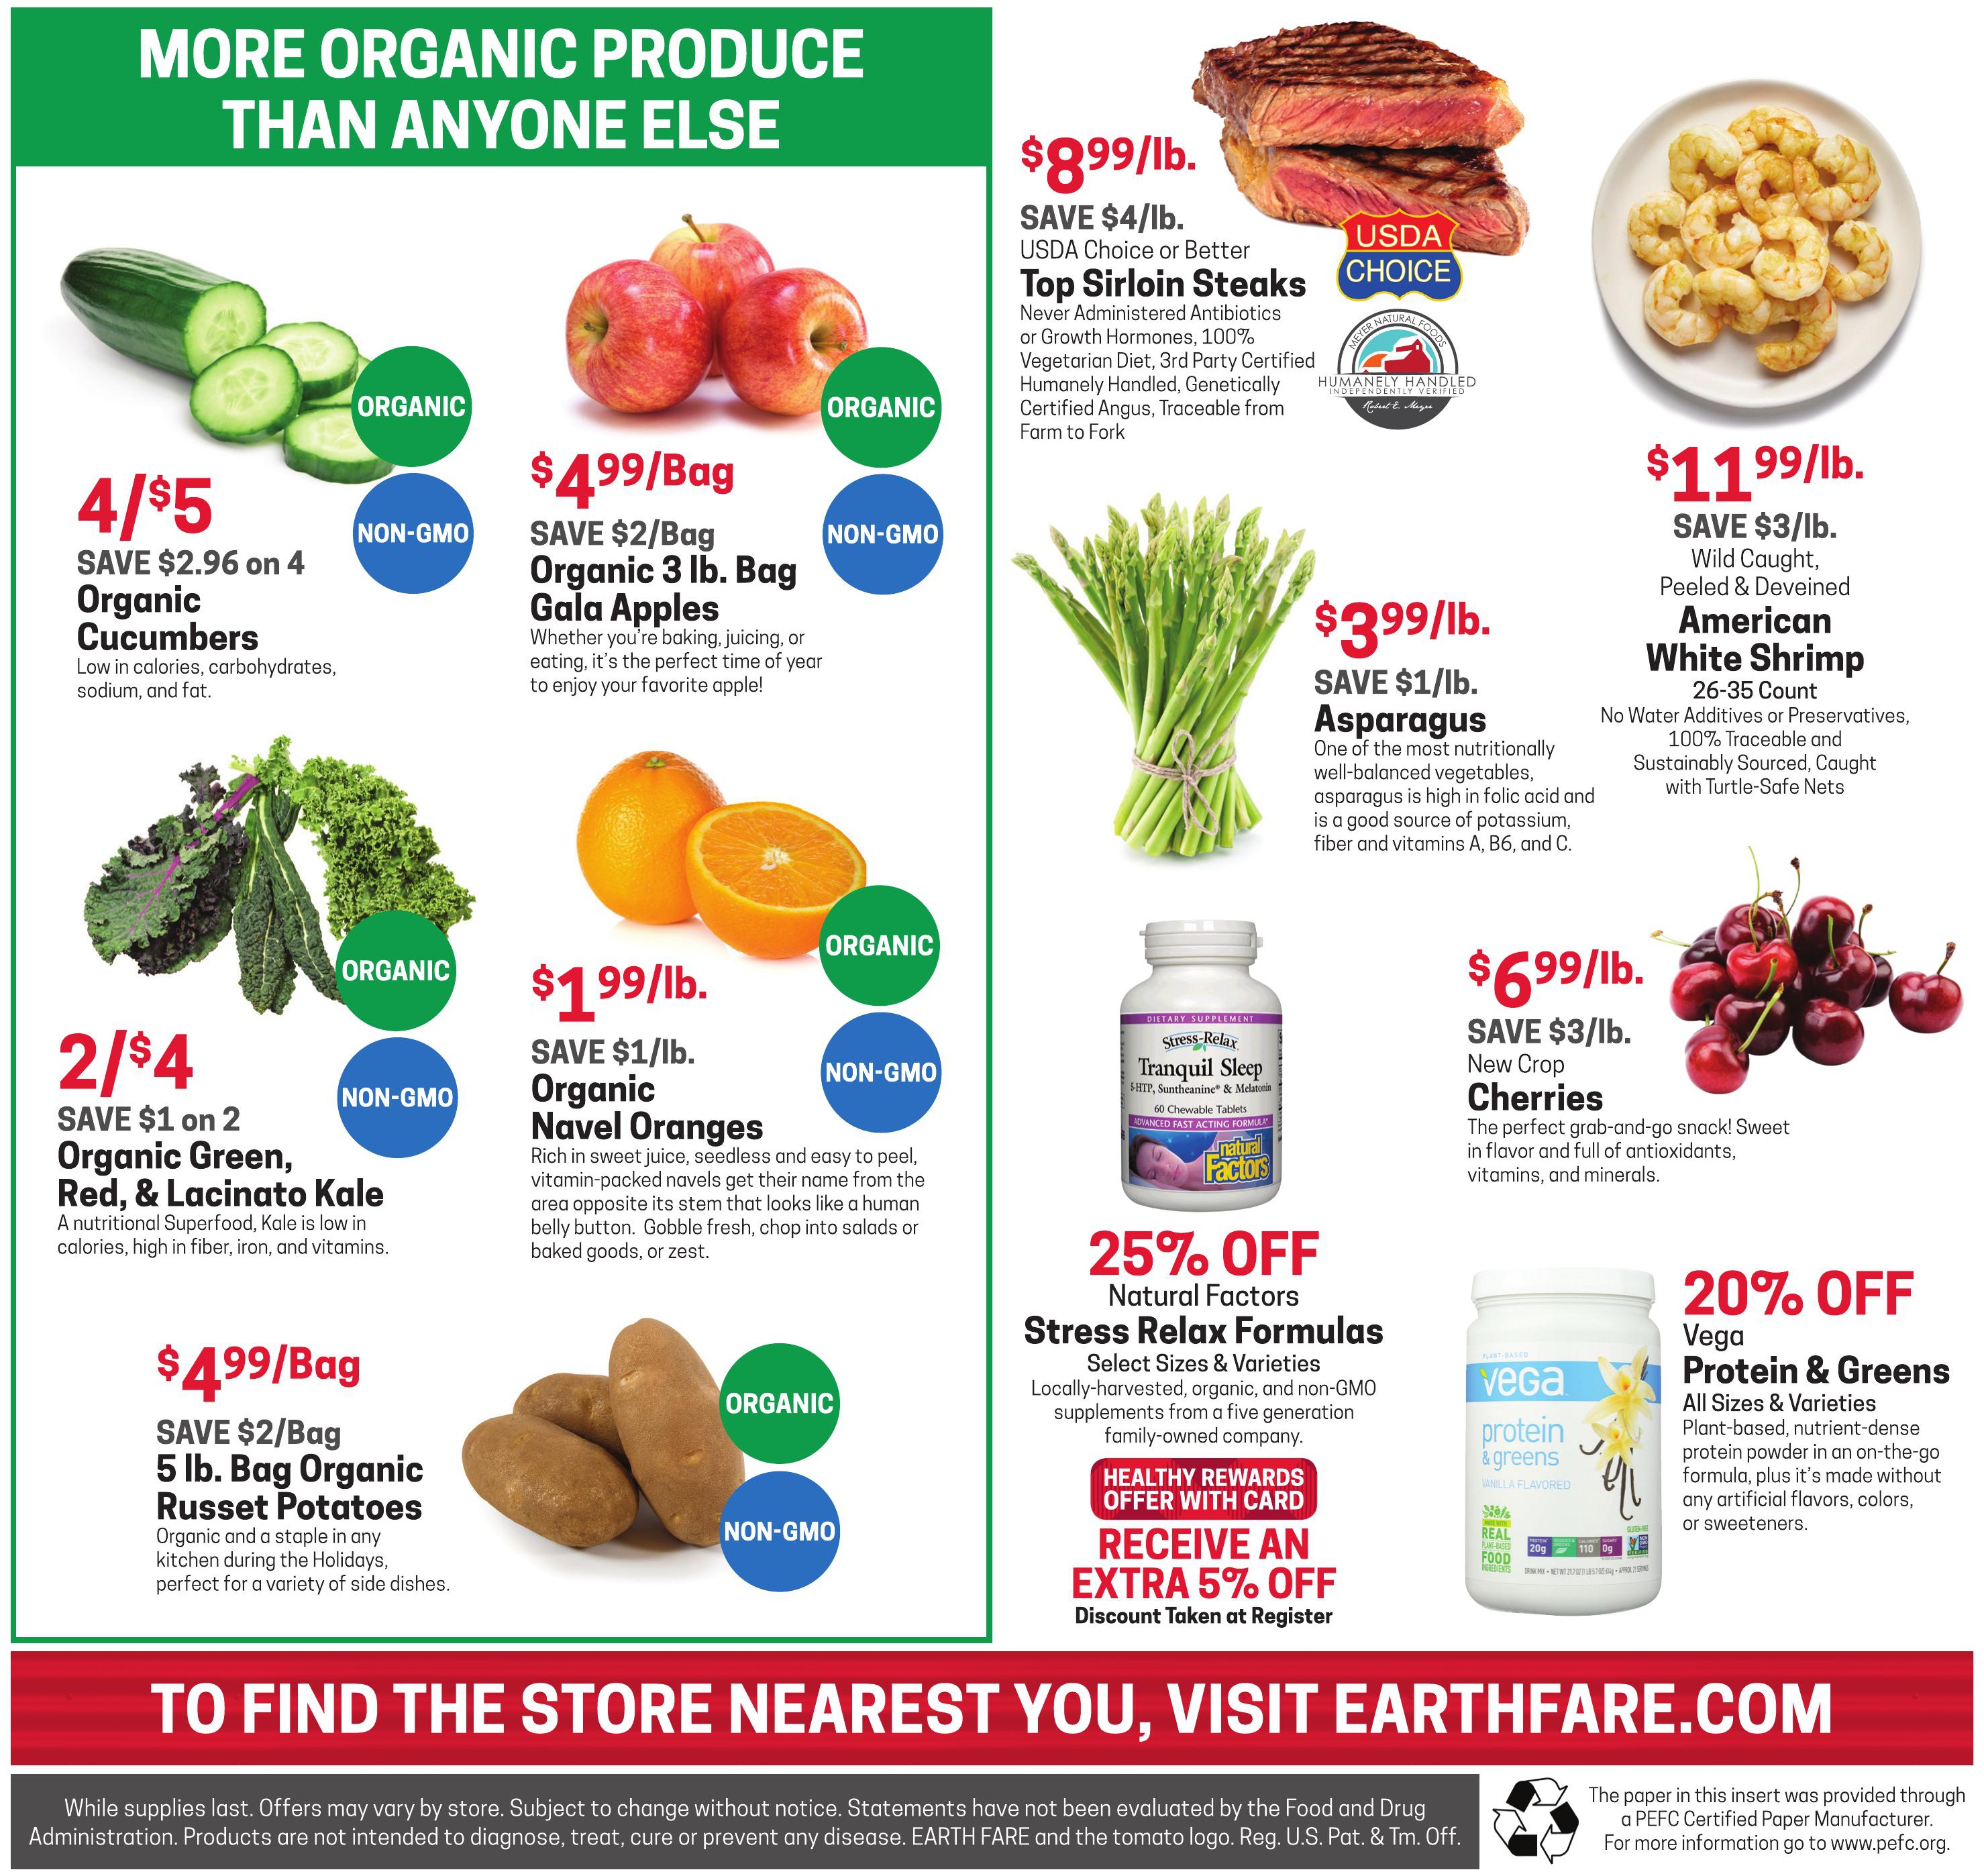 MORE ORGANIC PRODUCE
THAN ANYONE ELSE
ORGANIC
NON-GMO
4/$5
SAVE $2.96 on 4
Organic
Cucumbers
Low in calories, carbohydrates,
sodium, and fat.
ORGANIC
NON-GMO
$4.99/Bag
SAVE $2/Bag
Organic 3 lb. Bag
Gala Apples
Whether you're baking, juicing, or
eating, it's the perfect time of year
to enjoy your favorite apple!
ORGANIC
NON-GMO
2/$4
SAVE $1 on 2
Organic Green,
Red, & Lacinato Kale
A nutritional Superfood, Kale is low in
calories, high in fiber, iron, and vitamins.
ORGANIC
NON-GMO
$1 99/lb.
SAVE $1/lb.
Organic
Navel Oranges
Rich in sweet juice, seedless and easy to peel,
vitamin-packed navels get their name from the
area opposite its stem that looks like a human
belly button. Gobble fresh, chop into salads or
baked goods, or zest.
$4 99/Bag
SAVE $2/Bag
5 lb. Bag Organic
Russet Potatoes
Organic and a staple in any
kitchen during the Holidays,
perfect for a variety of side dishes.
ORGANIC
NON-GMO
$8 99/lb.
SAVE $4/lb.
USDA Choice or Better
Top Sirloin Steaks
Never Administered Antibiotics
or Growth Hormones, 100%
Vegetarian Diet, 3rd Party Certified
Humanely Handled, Genetically
Certified Angus, Traceable from
Farm to Fork
USDA
CHOICE
MEYER NATURAL FOODS
HUMANELY HANDLED
INDEPENDENTLY VERIFIED
Robert E. Meyer
$11 99/lb.
SAVE $3/lb.
Wild Caught,
Peeled & Deveined
American
White Shrimp
26-35 Count
No Water Additives or Preservatives,
100% Traceable and
Sustainably Sourced, Caught
with Turtle-Safe Nets
$3 99/lb.
SAVE $1/lb.
Asparagus
One of the most nutritionally
well-balanced vegetables,
asparagus is high in folic acid and
is a good source of potassium,
fiber and vitamins A, B6, and C.
DIETARY SUPPLEMENT
Stress-Relax
Tranquil Sleep
5-HTP, Suntheanine® & Melatonin
60 Chewable Tablets
ADVANCED FAST ACTING FORMULA*
natural
Factors
25% OFF
Natural Factors
Stress Relax Formulas
Select Sizes & Varieties
Locally-harvested, organic, and non-GMO
supplements from a five generation
family-owned company.
HEALTHY REWARDS
OFFER WITH CARD
RECEIVE AN
EXTRA 5% OFF
Discount Taken at Register
$6 99/lb.
SAVE $3/lb.
New Crop
Cherries
The perfect grab-and-go snack! Sweet
in flavor and full of antioxidants,
vitamins, and minerals.
PLANT-BASED
vega
protein
& greens
VANILLA FLAVORED
MADE WITH
REAL
PLANT-BASED
FOOD
INGREDIENTS
20g
110
0g
GLUTEN-FREE
20% OFF
Vega
Protein & Greens
All Sizes & Varieties
Plant-based, nutrient-dense
protein powder in an on-the-go
formula, plus it's made without
any artificial flavors, colors,
or sweeteners.
TO FIND THE STORE NEAREST YOU, VISIT EARTHFARE.COM
While supplies last. Offers may vary by store. Subject to change without notice. Statements have not been evaluated by the Food and Drug
Administration. Products are not intended to diagnose, treat, cure or prevent any disease. EARTH FARE and the tomato logo. Reg. U.S. Pat. & Tm. Off.
The paper in this insert was provided through
a PEFC Certified Paper Manufacturer.
For more information go to www.pefc.org.